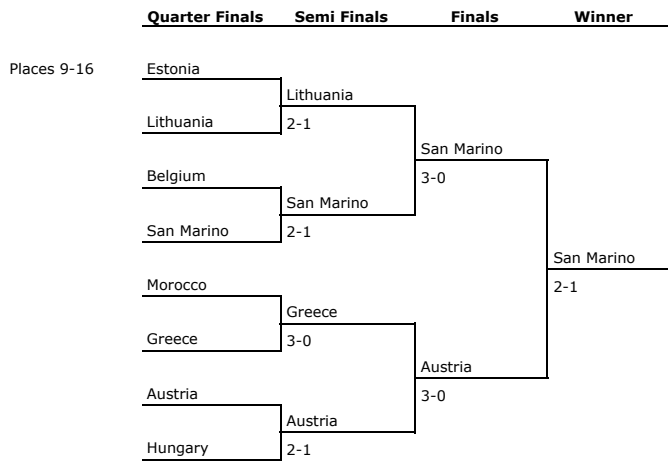 Quarter Finals Semi Finals Finals Winner
Places 9-16 Estonia
Lithuania
Lithuania 2-1
San Marino
Belgium 3-0
San Marino
San Marino 2-1
San Marino
Morocco 2-1
Greece
Greece 3-0
Austria
Austria 3-0
Austria
Hungary 2-1